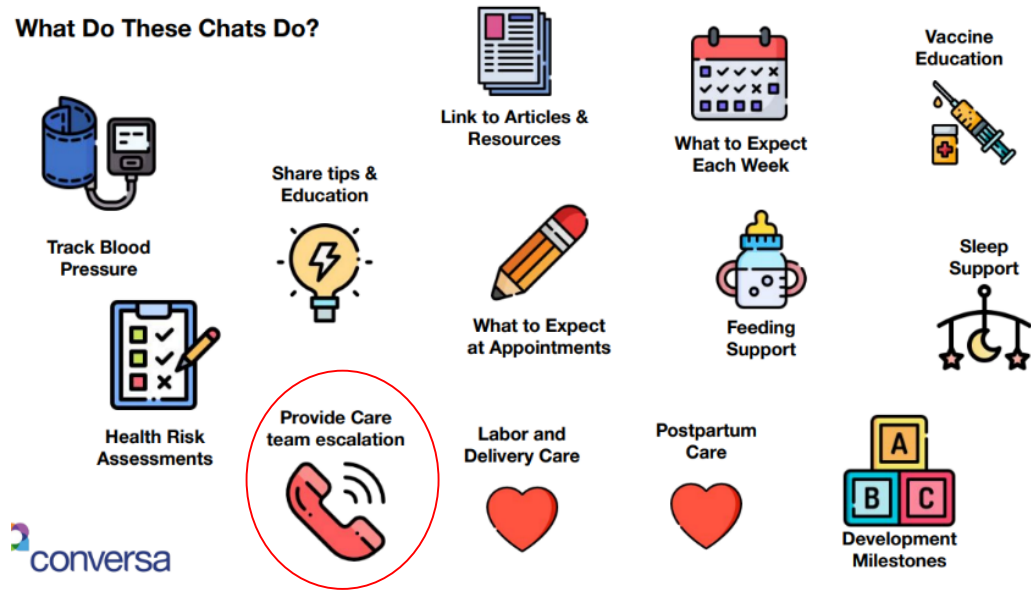 What Do These Chats Do?
Link to Articles &
Resources
What to Expect
Each Week
Vaccine
Education
Track Blood
Pressure
Share tips &
Education
What to Expect
at Appointments
Feeding
Support
Sleep
Support
Health Risk
Assessments
Provide Care
team escalation
Labor and
Delivery Care
Postpartum
Care
A
B
C
Development
Milestones
conversa